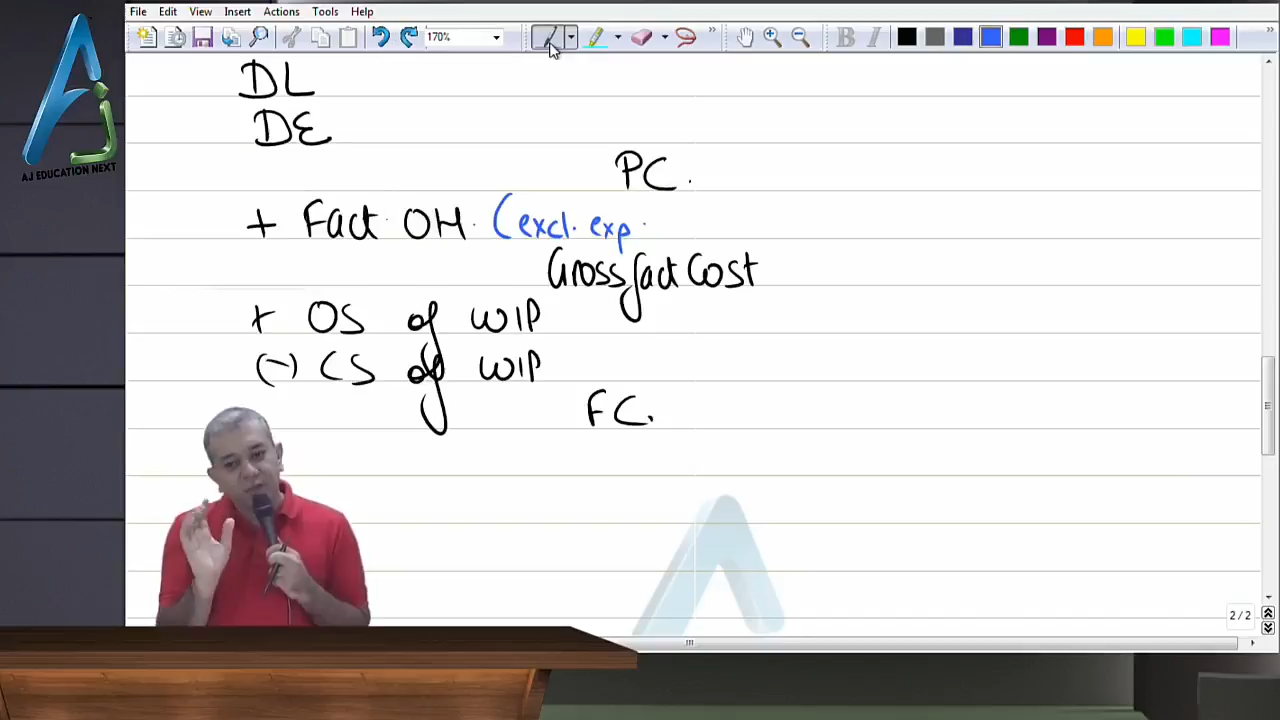 File Edit View Insert Actions Tools Help
170%
B I
AJ EDUCATION NEXT
DL
DE
PC.
+ Fact OH. (excl. exp.
Gross fact Cost
+ OS of WIP
(-) CS of WIP
FC.
2 / 2